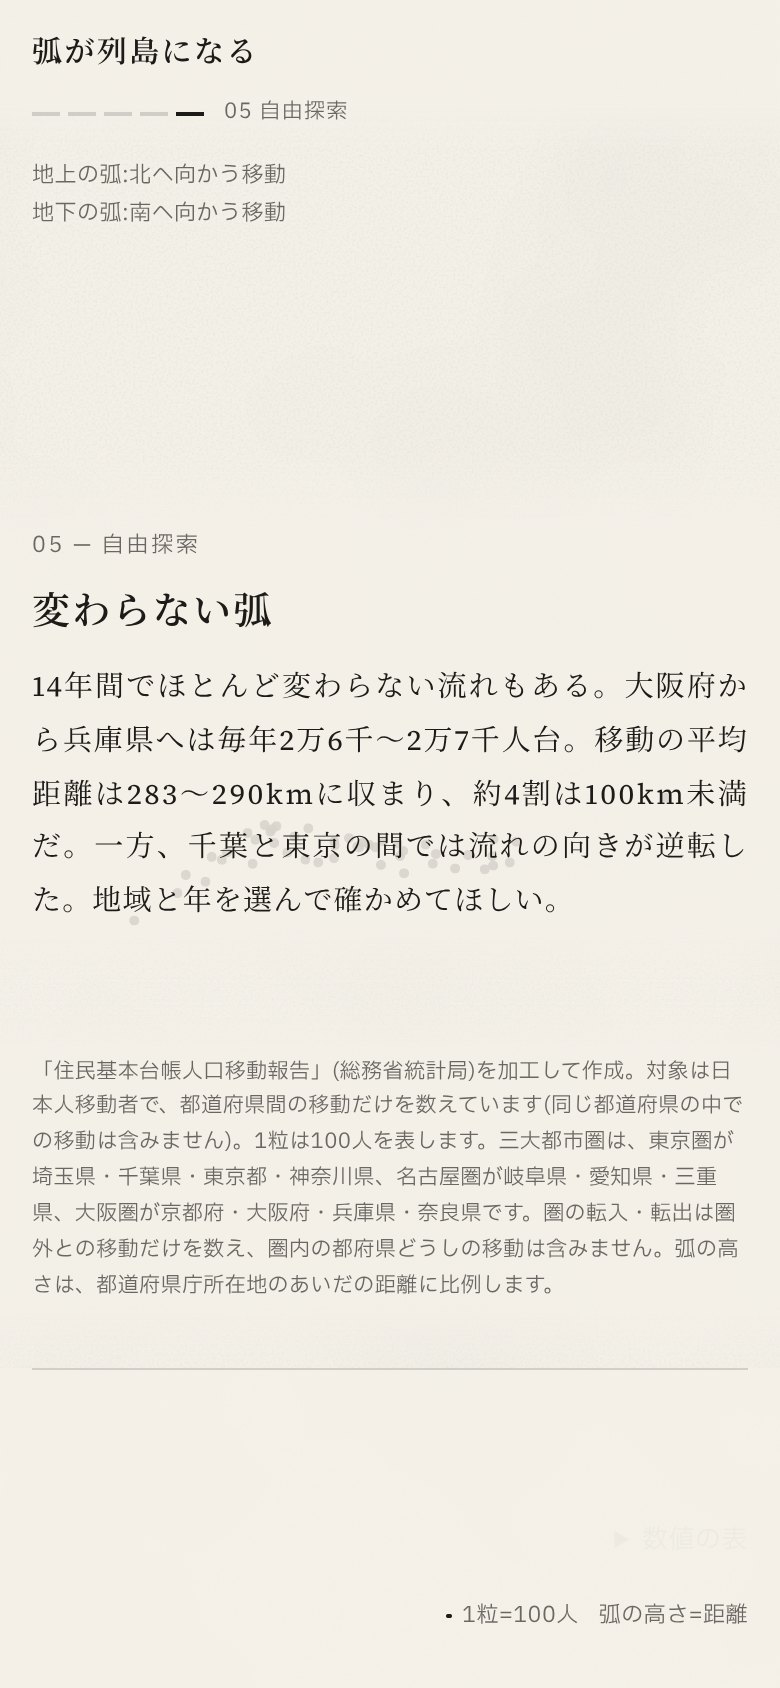 弧が列島になる
05 自由探索
地上の弧:北へ向かう移動
地下の弧:南へ向かう移動
05 — 自由探索
変わらない弧
14年間でほとんど変わらない流れもある。大阪府か
ら兵庫県へは毎年2万6千〜2万7千人台。移動の平均
距離は283〜290kmに収まり、約4割は100km未満
だ。一方、千葉と東京の間では流れの向きが逆転し
た。地域と年を選んで確かめてほしい。
「住民基本台帳人口移動報告」(総務省統計局)を加工して作成。対象は日
本人移動者で、都道府県間の移動だけを数えています(同じ都道府県の中で
の移動は含みません)。1粒は100人を表します。三大都市圏は、東京圏が
埼玉県・千葉県・東京都・神奈川県、名古屋圏が岐阜県・愛知県・三重
県、大阪圏が京都府・大阪府・兵庫県・奈良県です。圏の転入・転出は圏
外との移動だけを数え、圏内の都府県どうしの移動は含みません。弧の高
さは、都道府県庁所在地のあいだの距離に比例します。
▶ 数値の表
1粒=100人 弧の高さ=距離